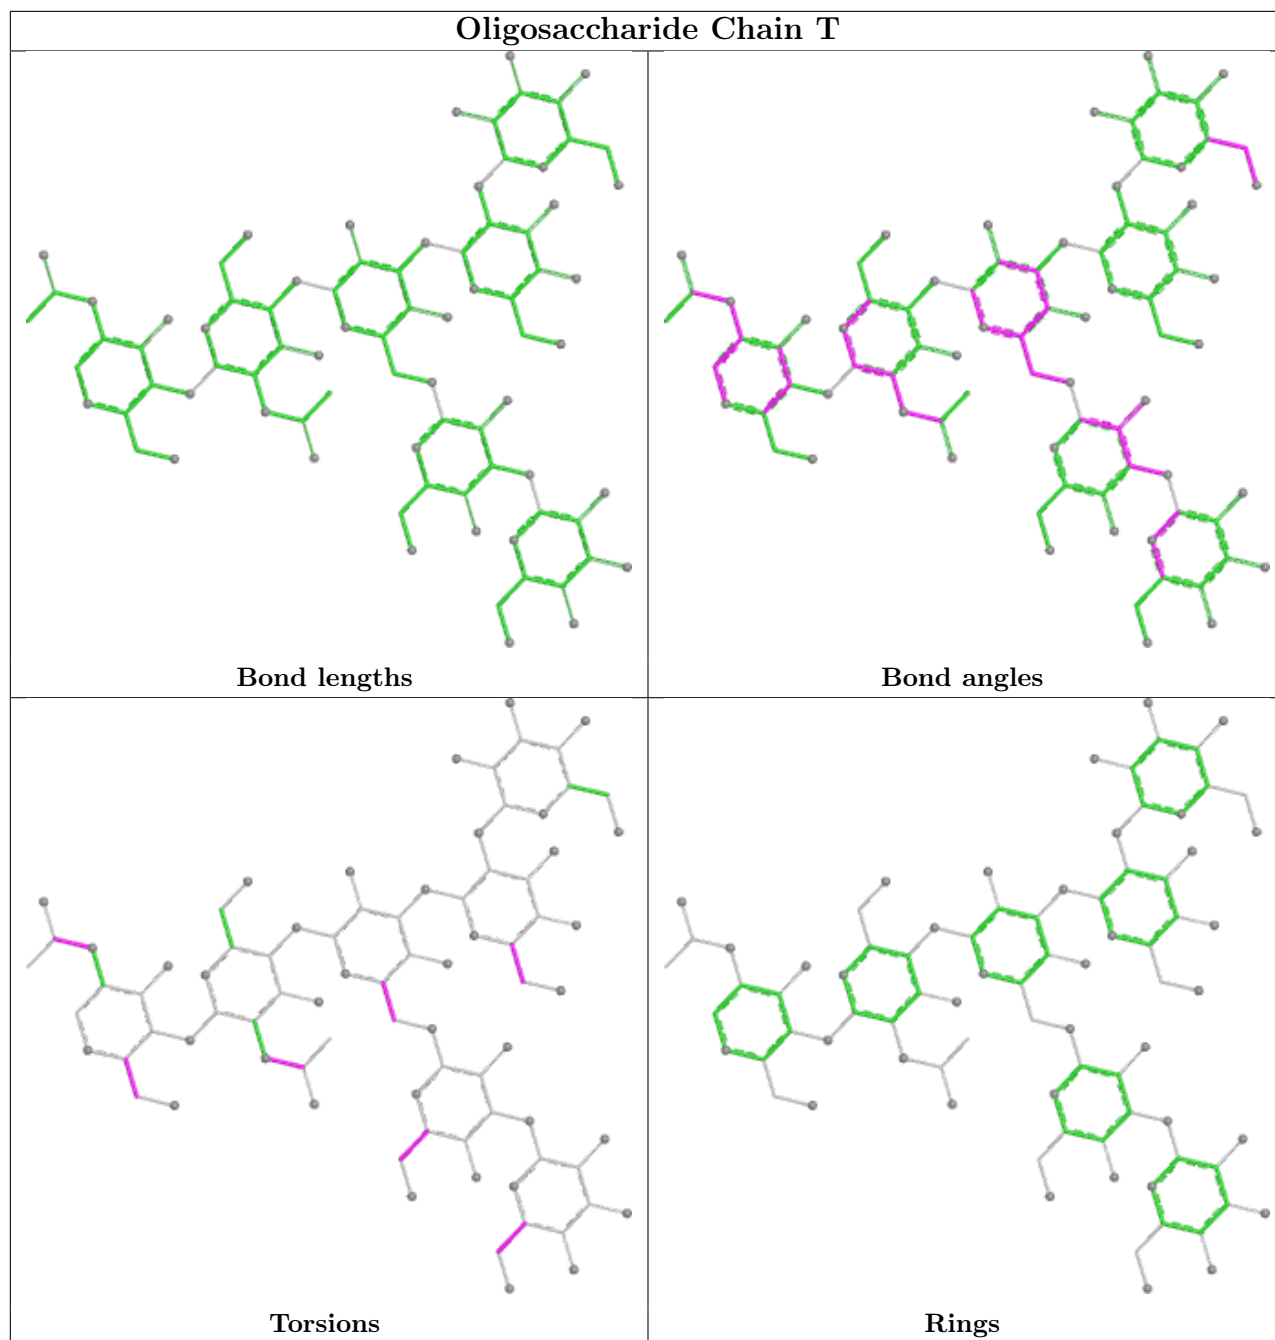 Oligosaccharide Chain T
Bond lengths
Bond angles
Torsions
Rings